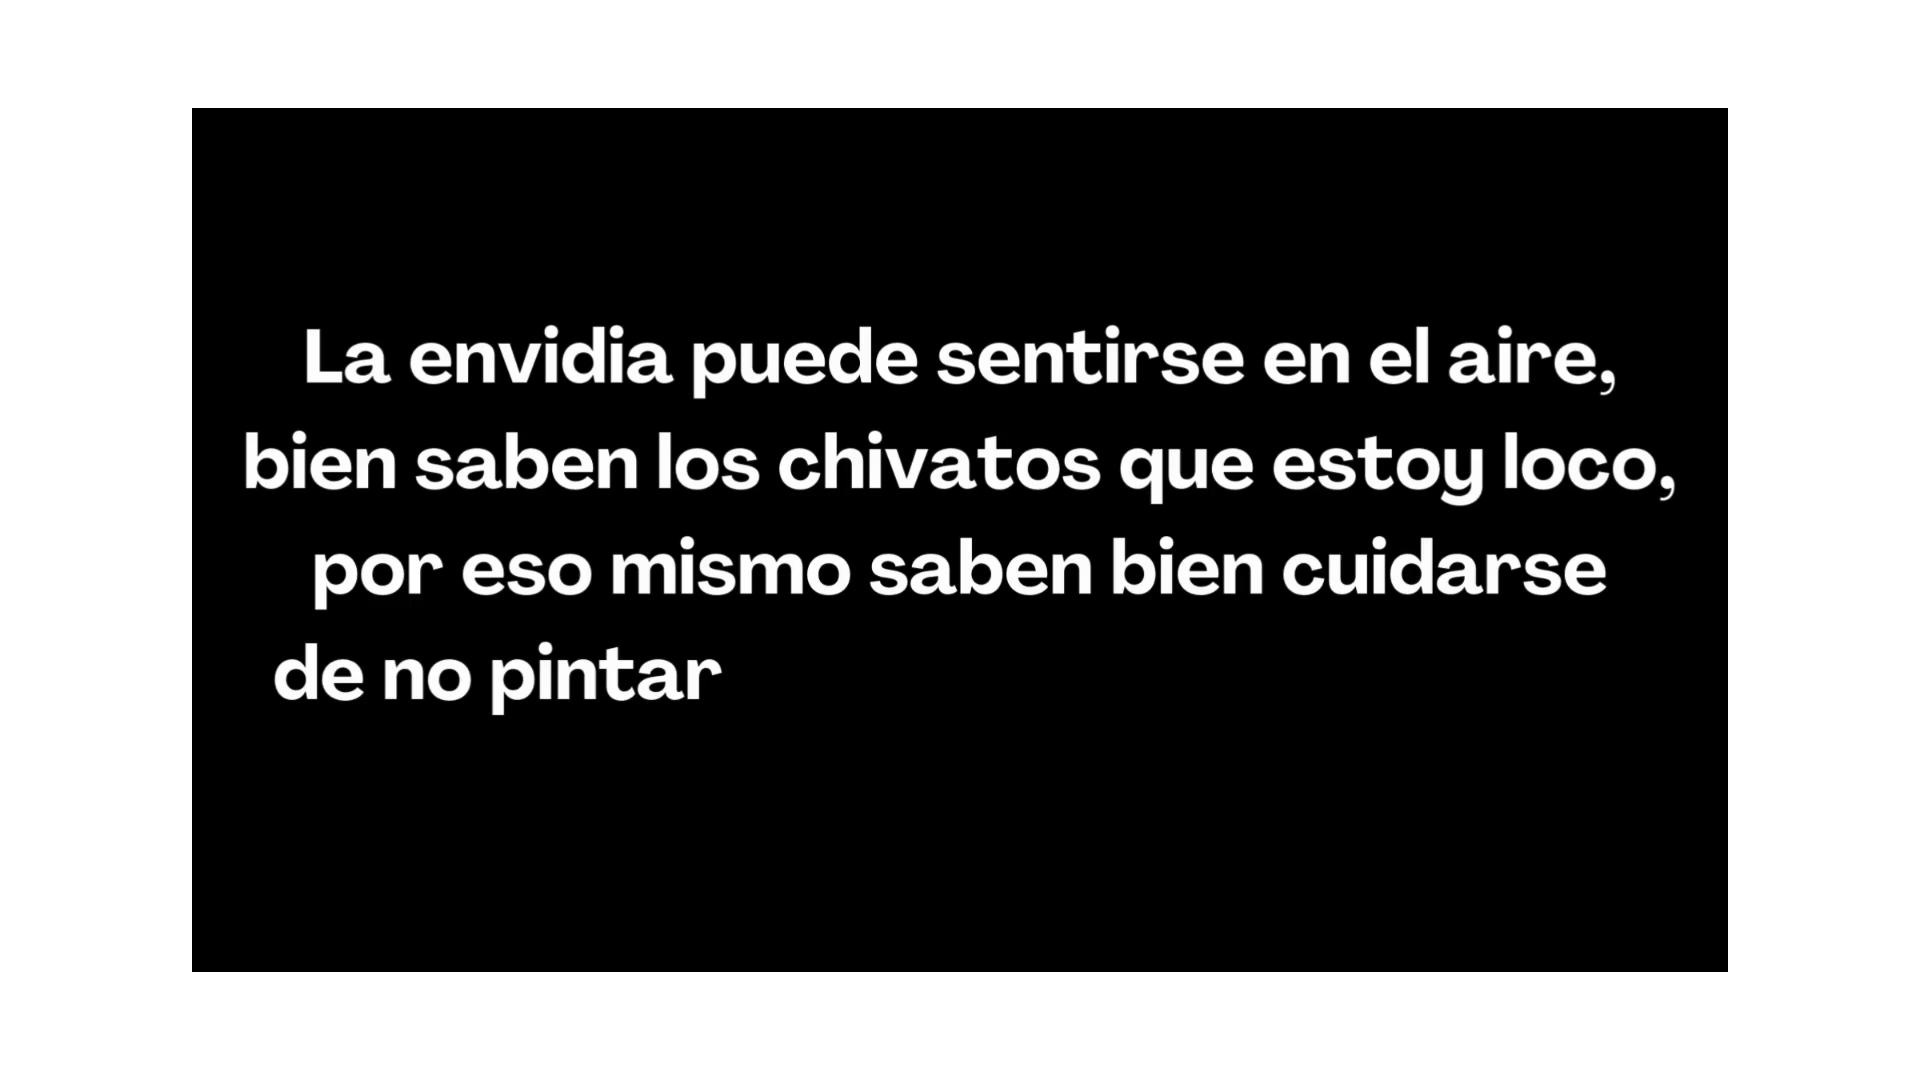 La envidia puede sentirse en el aire,
bien saben los chivatos que estoy loco,
por eso mismo saben bien cuidarse
de no pintar